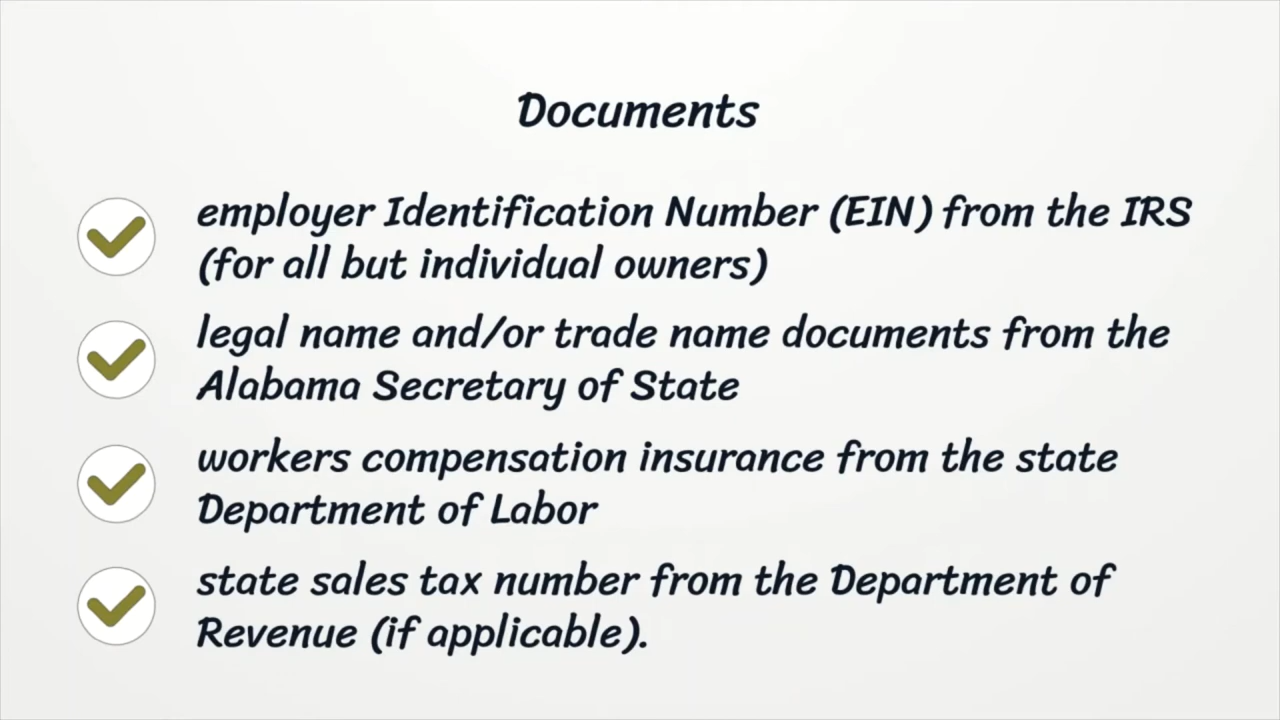 Documents
employer Identification Number (EIN) from the IRS
(for all but individual owners)
legal name and/or trade name documents from the
Alabama Secretary of State
workers compensation insurance from the state
Department of Labor
state sales tax number from the Department of
Revenue (if applicable).